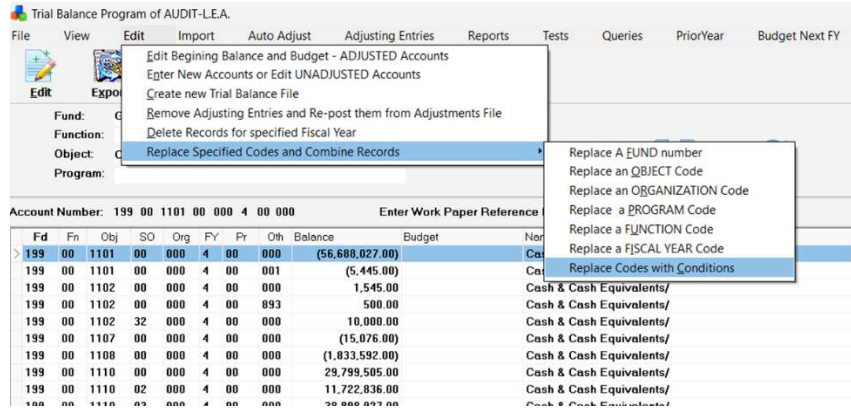 Trial Balance Program of AUDIT-L.E.A.
File View Edit Import Auto Adjust Adjusting Entries Reports Tests Queries PriorYear Budget Next FY
Edit Begining Balance and Budget - ADJUSTED Accounts
Enter New Accounts or Edit UNADJUSTED Accounts
Create new Trial Balance File
Remove Adjusting Entries and Re-post them from Adjustments File
Delete Records for specified Fiscal Year
Replace Specified Codes and Combine Records
Replace A FUND number
Replace an OBJECT Code
Replace an ORGANIZATION Code
Replace a PROGRAM Code
Replace a FUNCTION Code
Replace a FISCAL YEAR Code
Replace Codes with Conditions
Edit
Fund:
Function:
Object:
Program:
Account Number: 199 00 1101 00 000 4 00 000 Enter Work Paper Reference
Fd Fn Obj SO Org FY Pr Oth Balance Budget
199 00 1101 00 000 4 00 000 (56,688,027.00)
199 00 1101 00 000 4 00 001 (5,445.00)
199 00 1102 00 000 4 00 000 1,545.00 Cash & Cash Equivalents/
199 00 1102 00 000 4 00 893 500.00 Cash & Cash Equivalents/
199 00 1102 32 000 4 00 000 10,000.00 Cash & Cash Equivalents/
199 00 1107 00 000 4 00 000 (15,076.00) Cash & Cash Equivalents/
199 00 1108 00 000 4 00 000 (1,833,592.00) Cash & Cash Equivalents/
199 00 1110 00 000 4 00 000 29,799,505.00 Cash & Cash Equivalents/
199 00 1110 02 000 4 00 000 11,722,836.00 Cash & Cash Equivalents/